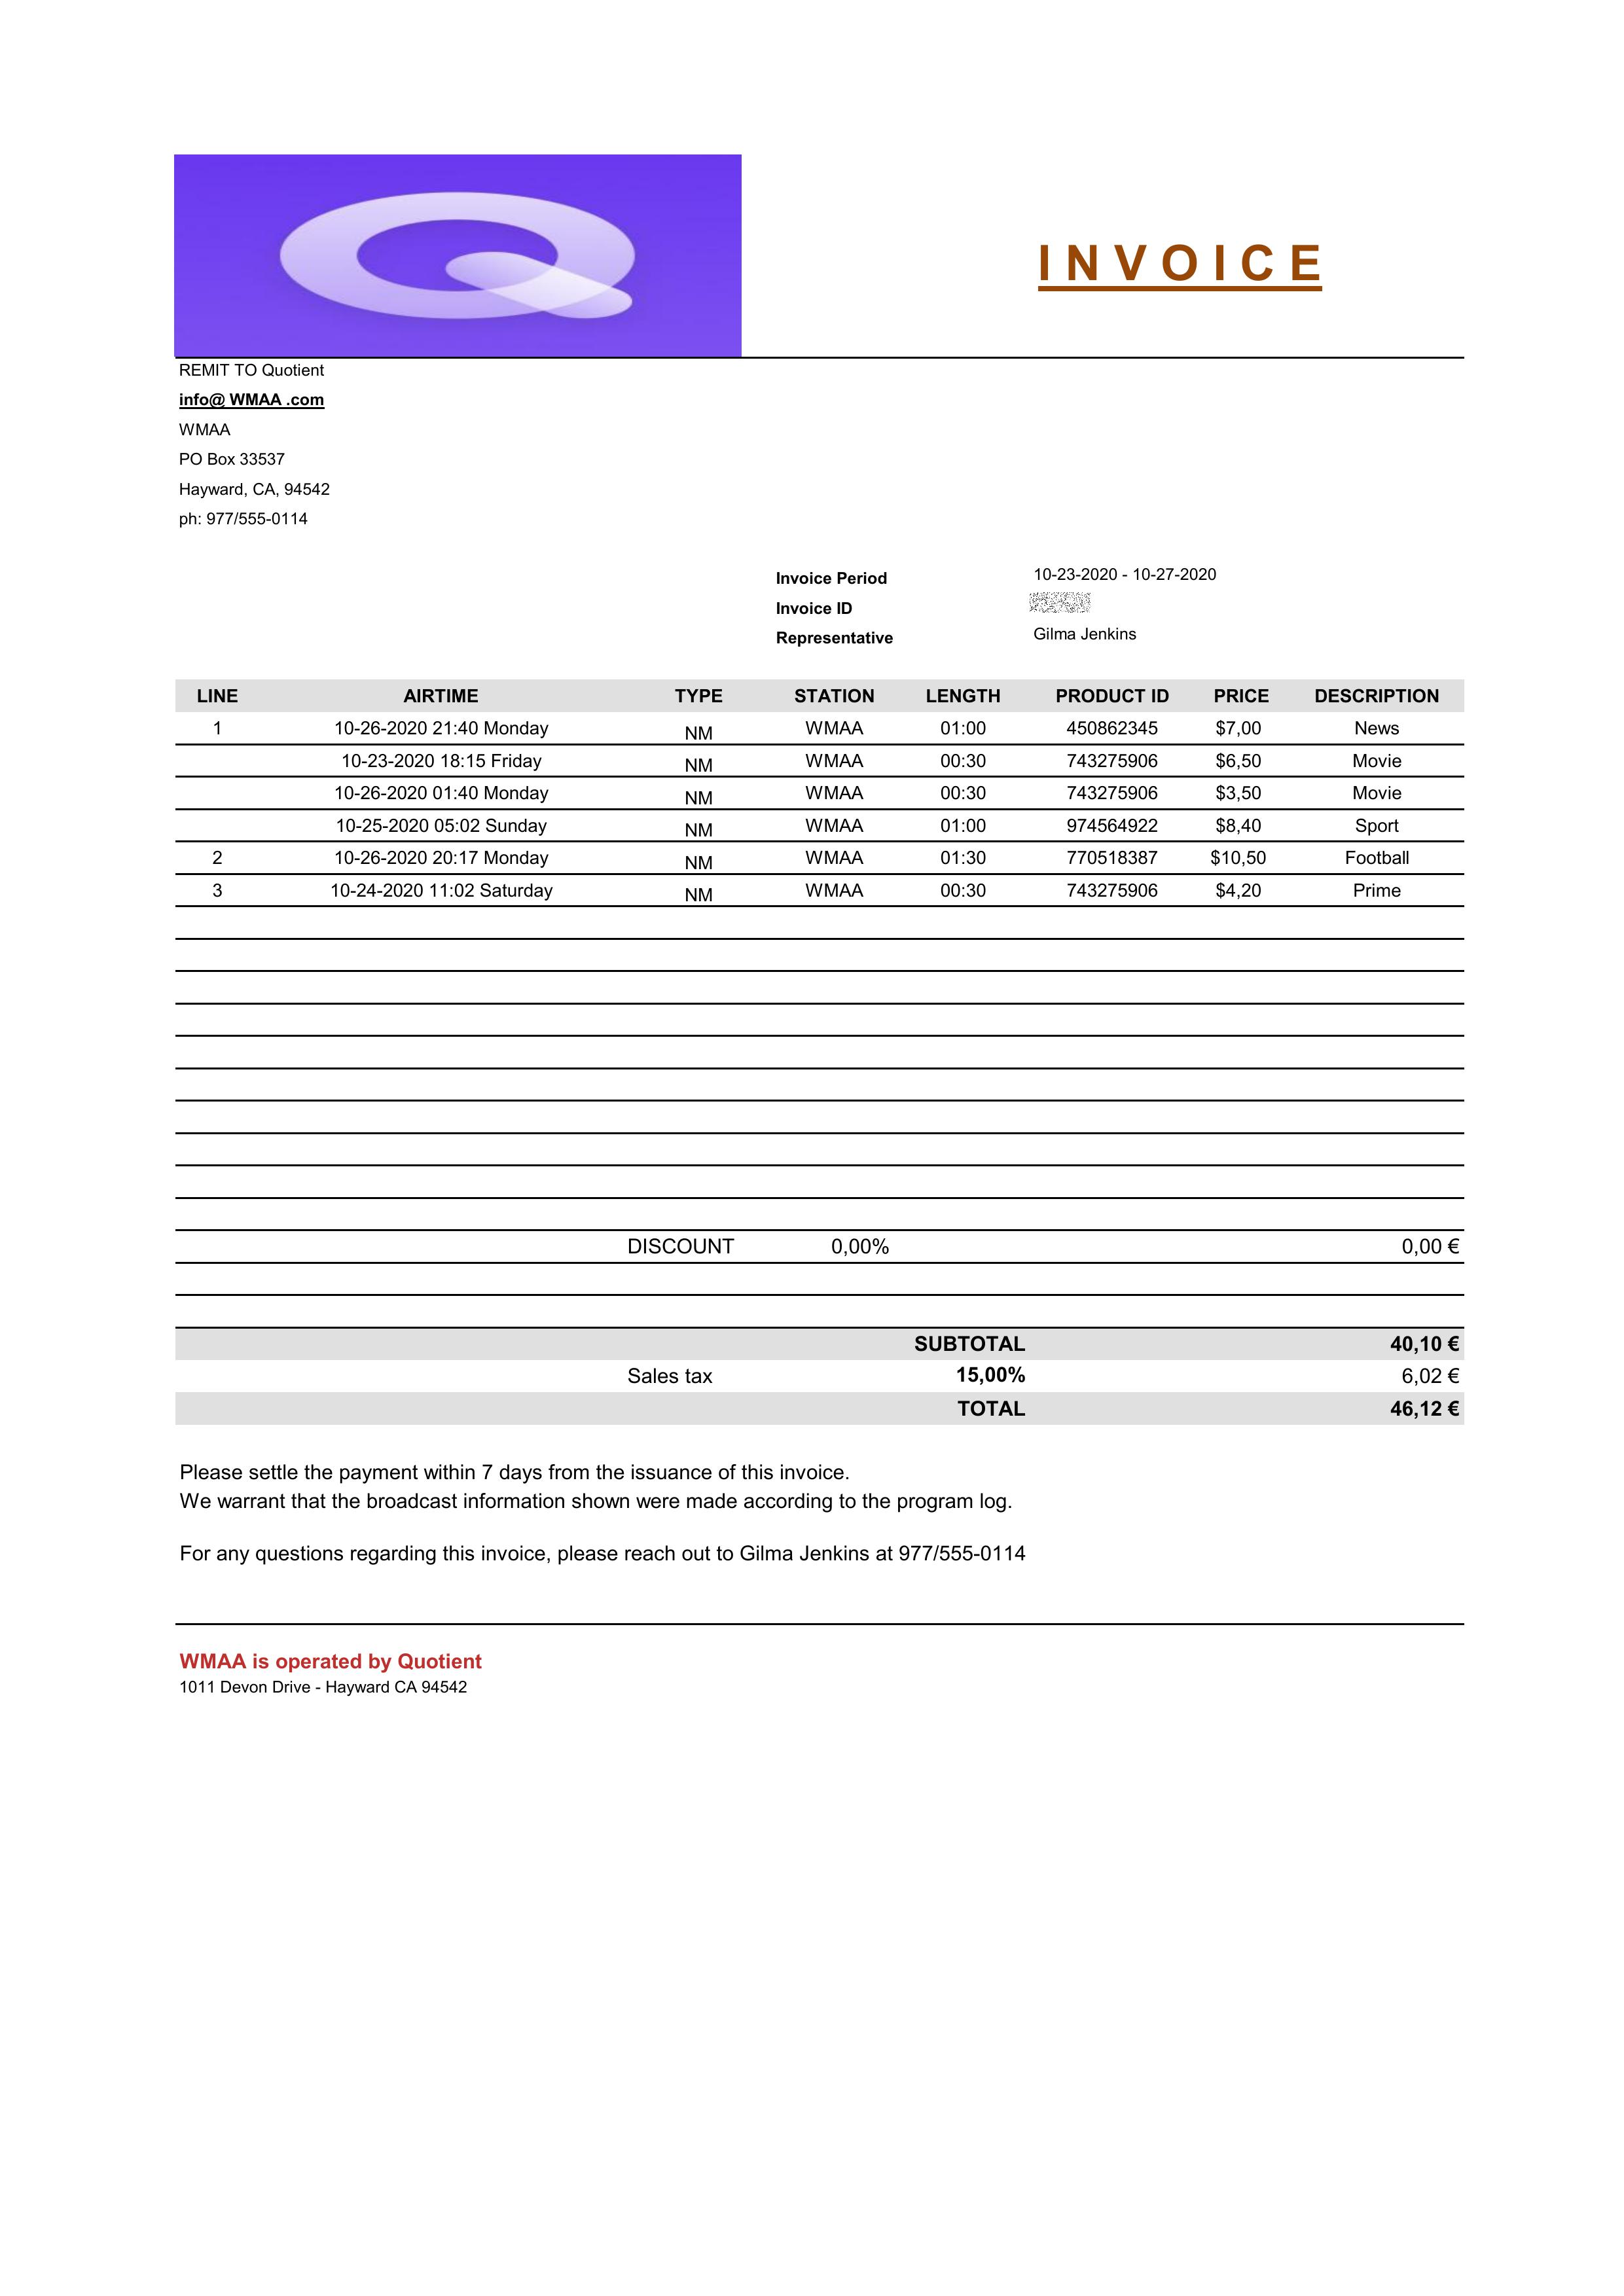 INVOICE
REMIT TO Quotient
info@ WMAA .com
WMAA
PO Box 33537
Hayward, CA, 94542
ph: 977/555-0114
Invoice Period 10-23-2020 - 10-27-2020
Invoice ID
Representative Gilma Jenkins
LINE AIRTIME TYPE STATION LENGTH PRODUCT ID PRICE DESCRIPTION
1 10-26-2020 21:40 Monday NM WMAA 01:00 450862345 $7,00 News
10-23-2020 18:15 Friday NM WMAA 00:30 743275906 $6,50 Movie
10-26-2020 01:40 Monday NM WMAA 00:30 743275906 $3,50 Movie
10-25-2020 05:02 Sunday NM WMAA 01:00 974564922 $8,40 Sport
2 10-26-2020 20:17 Monday NM WMAA 01:30 770518387 $10,50 Football
3 10-24-2020 11:02 Saturday NM WMAA 00:30 743275906 $4,20 Prime
DISCOUNT 0,00% 0,00 €
SUBTOTAL 40,10 €
Sales tax 15,00% 6,02 €
TOTAL 46,12 €
Please settle the payment within 7 days from the issuance of this invoice.
We warrant that the broadcast information shown were made according to the program log.
For any questions regarding this invoice, please reach out to Gilma Jenkins at 977/555-0114
WMAA is operated by Quotient
1011 Devon Drive - Hayward CA 94542